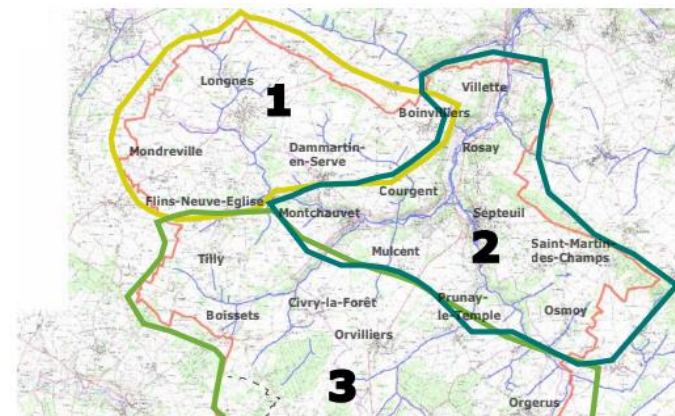 Longnes
1
Villette
Boinvilliers
Mondreville
Dammartin-
en-Serve
Rosay
Courgent
Flins-Neuve-Eglise
Montchauvet
Septeuil
2
Mulcent
Saint-Martin-
des-Champs
Tilly
Civry-la-Forêt
Prunay-
le-Temple
Boissets
Osmoy
Orvilliers
3
Orgerus